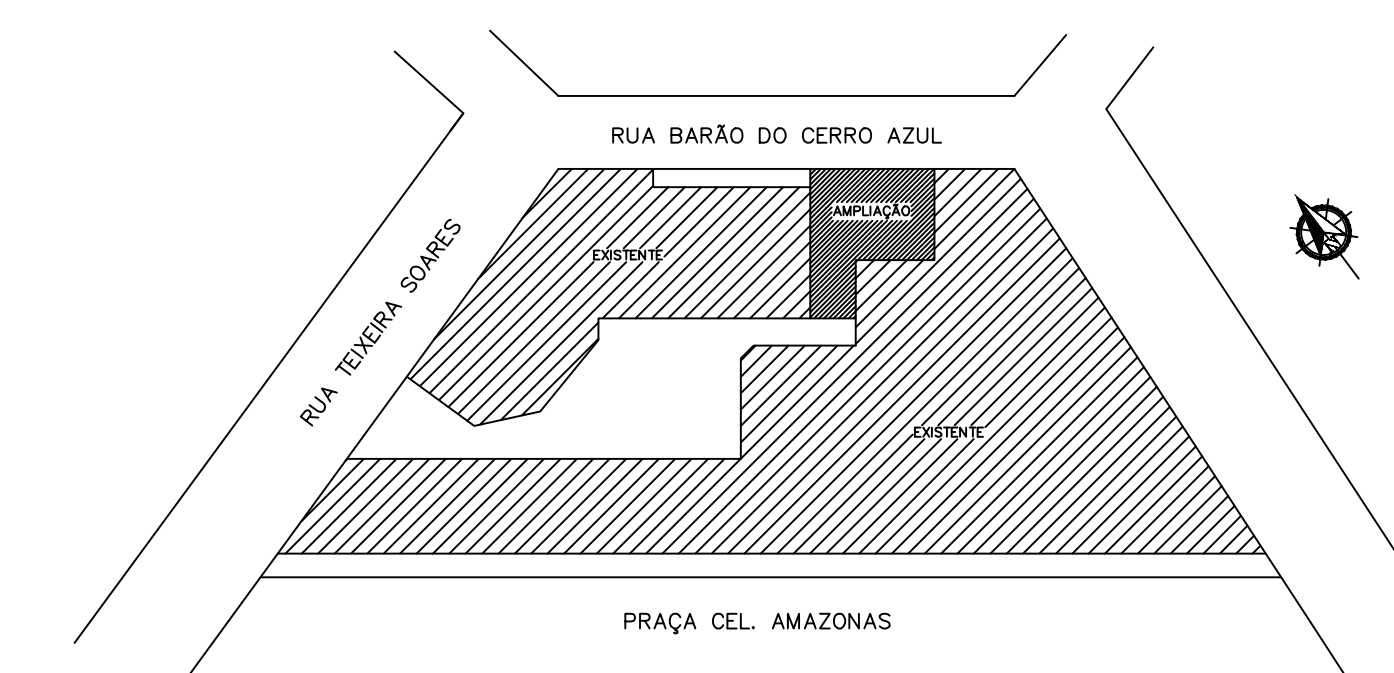 RUA BARÃO DO CERRO AZUL
AMPLIAÇÃO
RUA TEIXEIRA SOARES
EXISTENTE
EXISTENTE
PRAÇA CEL. AMAZONAS